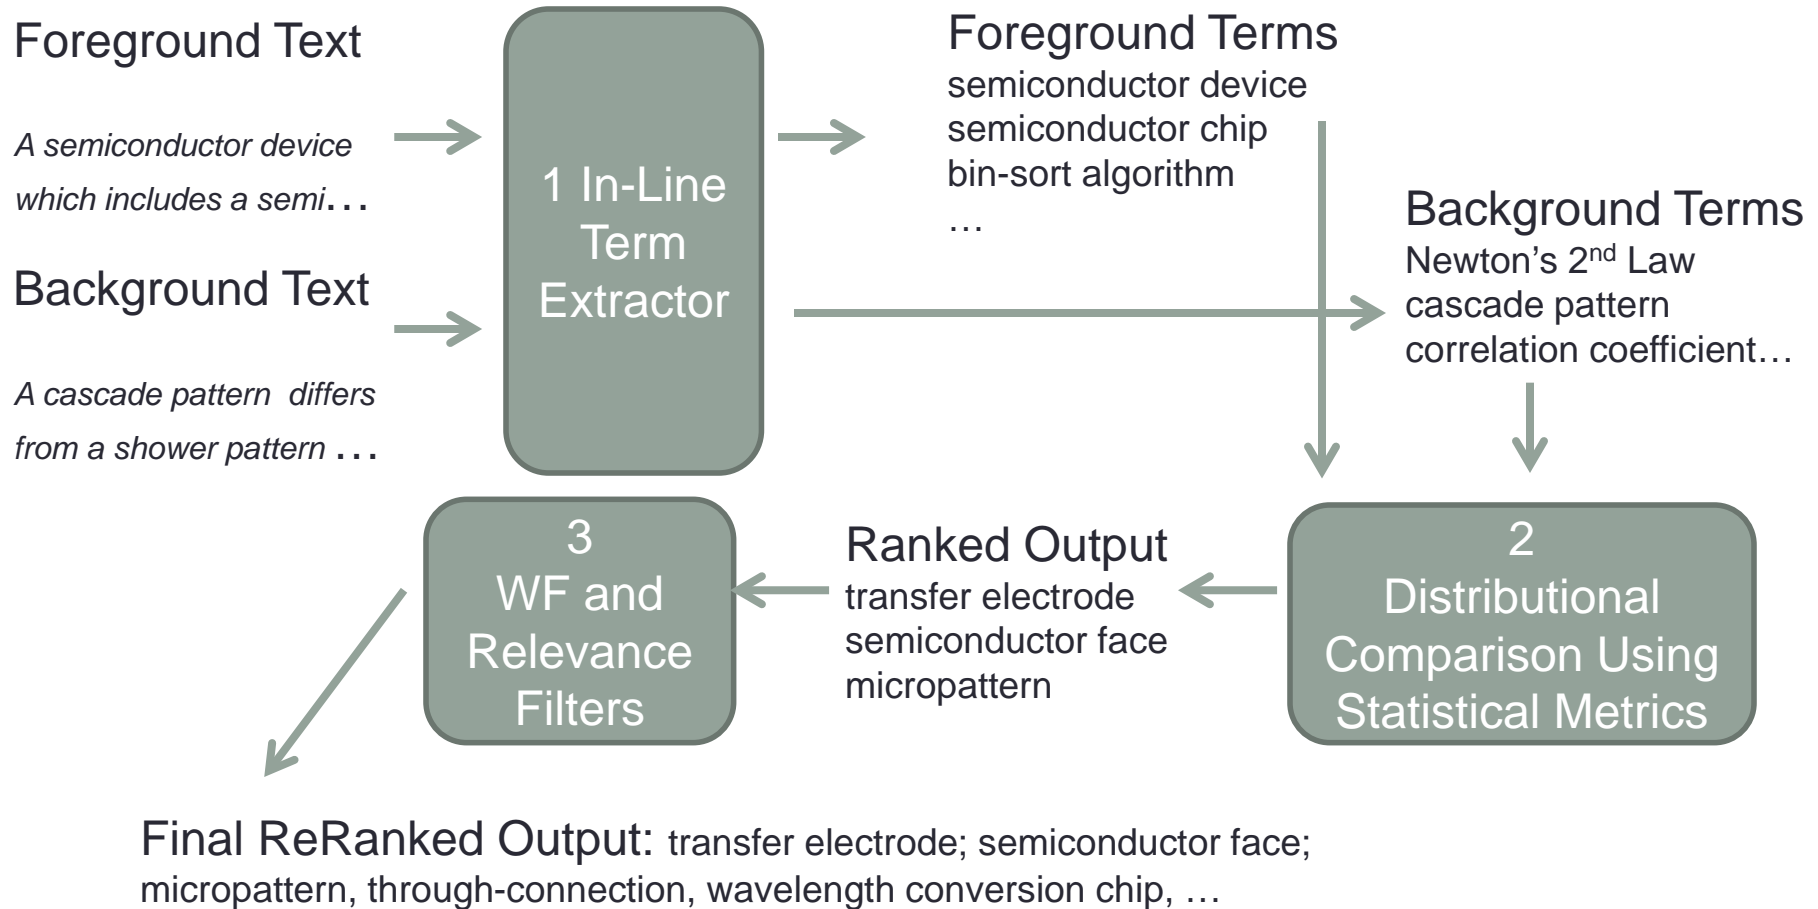 Foreground Text
A semiconductor device
which includes a semi…
Background Text
A cascade pattern differs
from a shower pattern …
1 In-Line
Term
Extractor
Foreground Terms
semiconductor device
semiconductor chip
bin-sort algorithm
…
Background Terms
Newton’s 2nd Law
cascade pattern
correlation coefficient…
2
Distributional
Comparison Using
Statistical Metrics
Ranked Output
transfer electrode
semiconductor face
micropattern
3
WF and
Relevance
Filters
Final ReRanked Output: transfer electrode; semiconductor face;
micropattern, through-connection, wavelength conversion chip, …